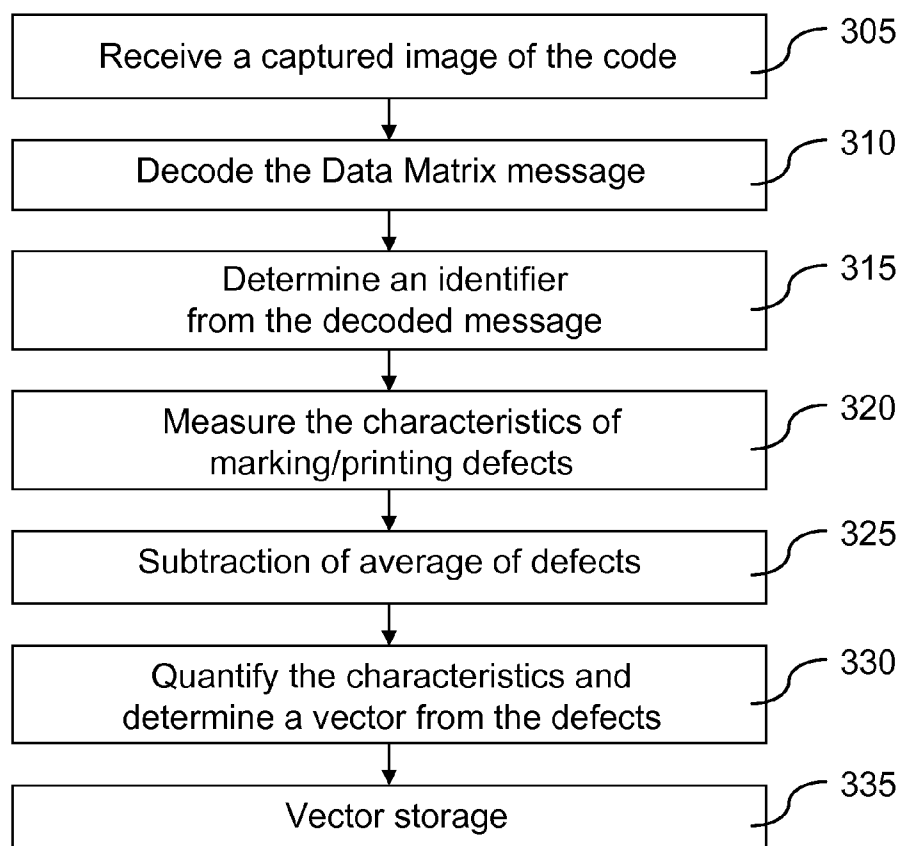 Receive a captured image of the code
305
Decode the Data Matrix message
310
Determine an identifier
from the decoded message
315
Measure the characteristics of
marking/printing defects
320
Subtraction of average of defects
325
Quantify the characteristics and
determine a vector from the defects
330
Vector storage
335